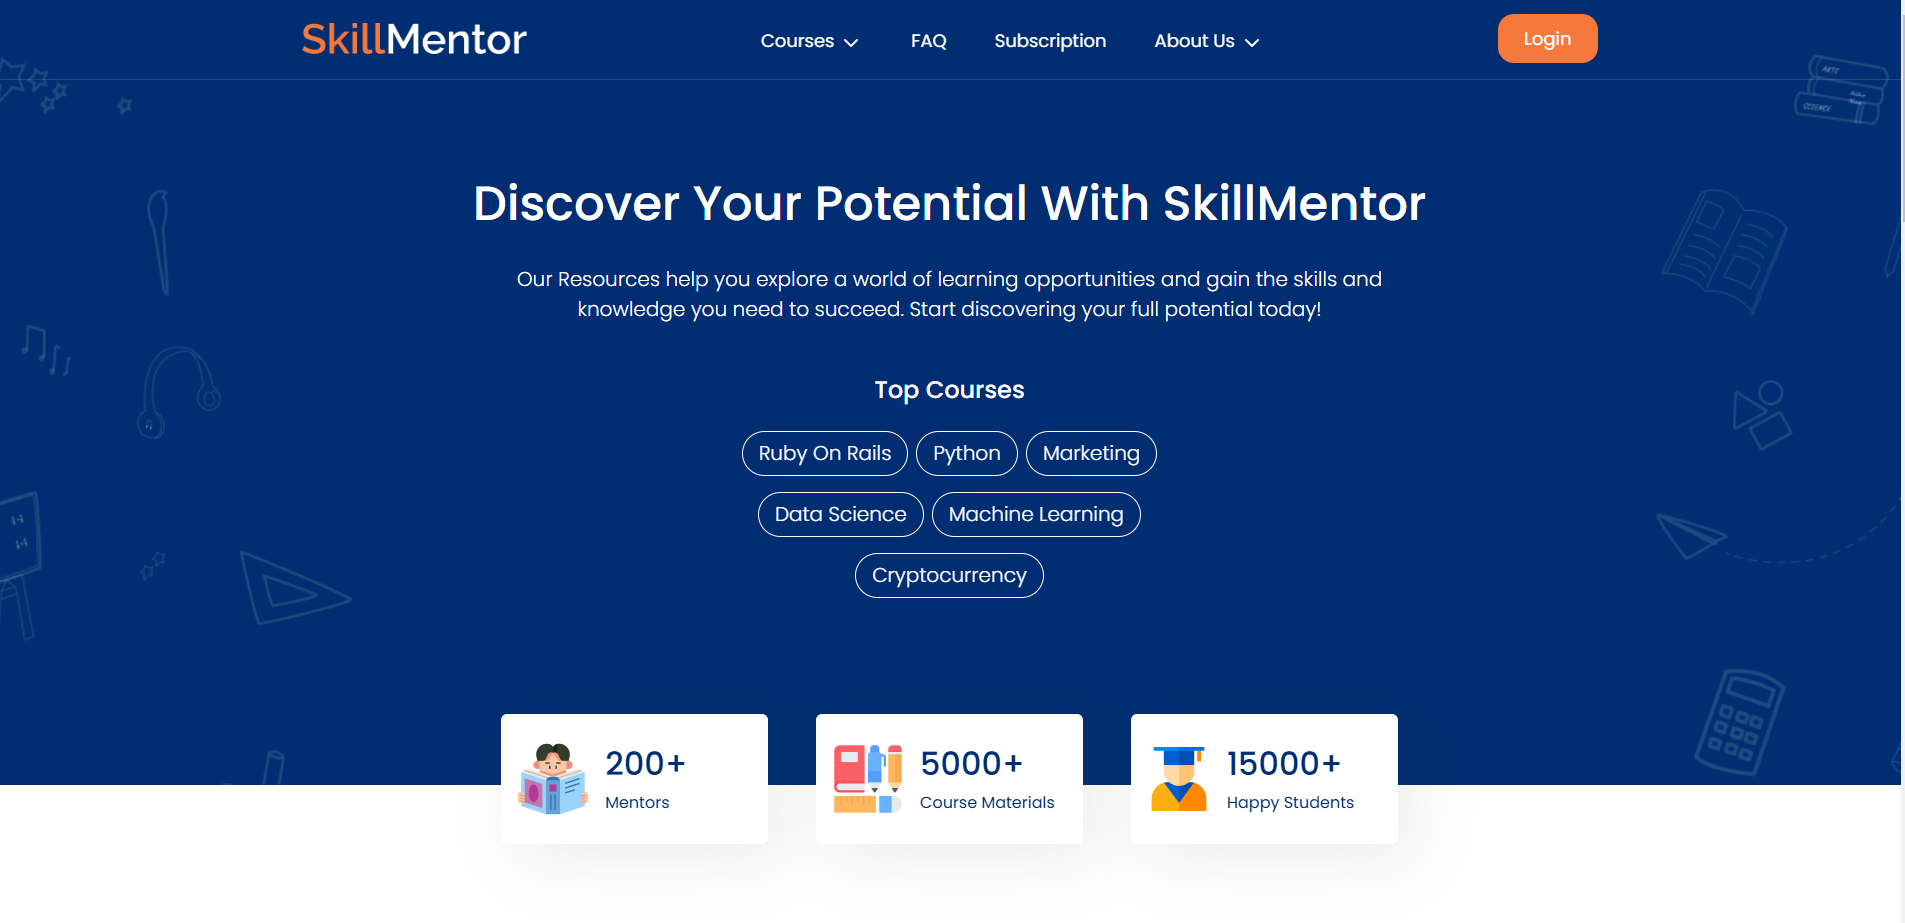 SkillMentor
Courses
FAQ
Subscription
About Us
Login
ARTS
SCIENCE
Discover Your Potential With SkillMentor
Our Resources help you explore a world of learning opportunities and gain the skills and
knowledge you need to succeed. Start discovering your full potential today!
Top Courses
Ruby On Rails
Python
Marketing
Data Science
Machine Learning
Cryptocurrency
200+
Mentors
5000+
Course Materials
15000+
Happy Students